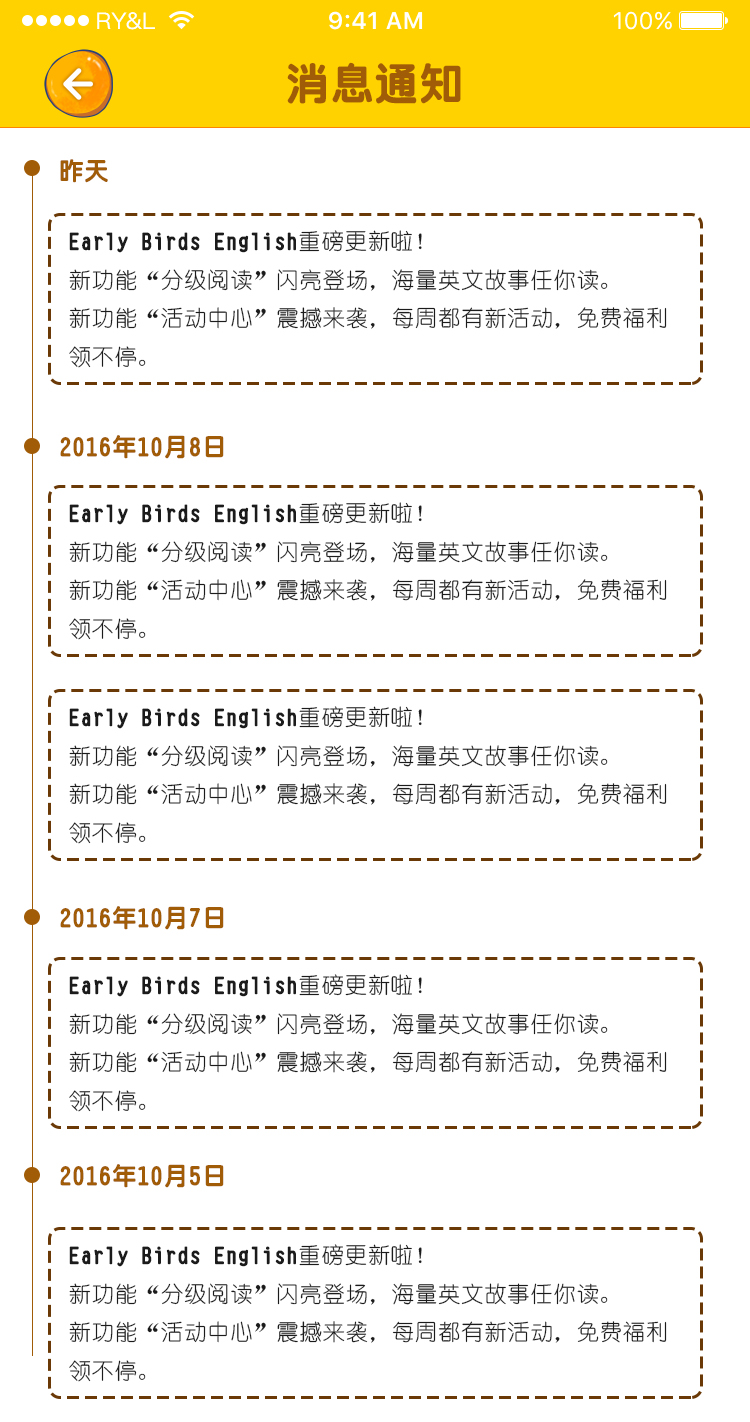 RY&L 9:41 AM 100%
消息通知
昨天
Early Birds English重磅更新啦！
新功能“分级阅读”闪亮登场，海量英文故事任你读。
新功能“活动中心”震撼来袭，每周都有新活动，免费福利
领不停。
2016年10月8日
Early Birds English重磅更新啦！
新功能“分级阅读”闪亮登场，海量英文故事任你读。
新功能“活动中心”震撼来袭，每周都有新活动，免费福利
领不停。
Early Birds English重磅更新啦！
新功能“分级阅读”闪亮登场，海量英文故事任你读。
新功能“活动中心”震撼来袭，每周都有新活动，免费福利
领不停。
2016年10月7日
Early Birds English重磅更新啦！
新功能“分级阅读”闪亮登场，海量英文故事任你读。
新功能“活动中心”震撼来袭，每周都有新活动，免费福利
领不停。
2016年10月5日
Early Birds English重磅更新啦！
新功能“分级阅读”闪亮登场，海量英文故事任你读。
新功能“活动中心”震撼来袭，每周都有新活动，免费福利
领不停。